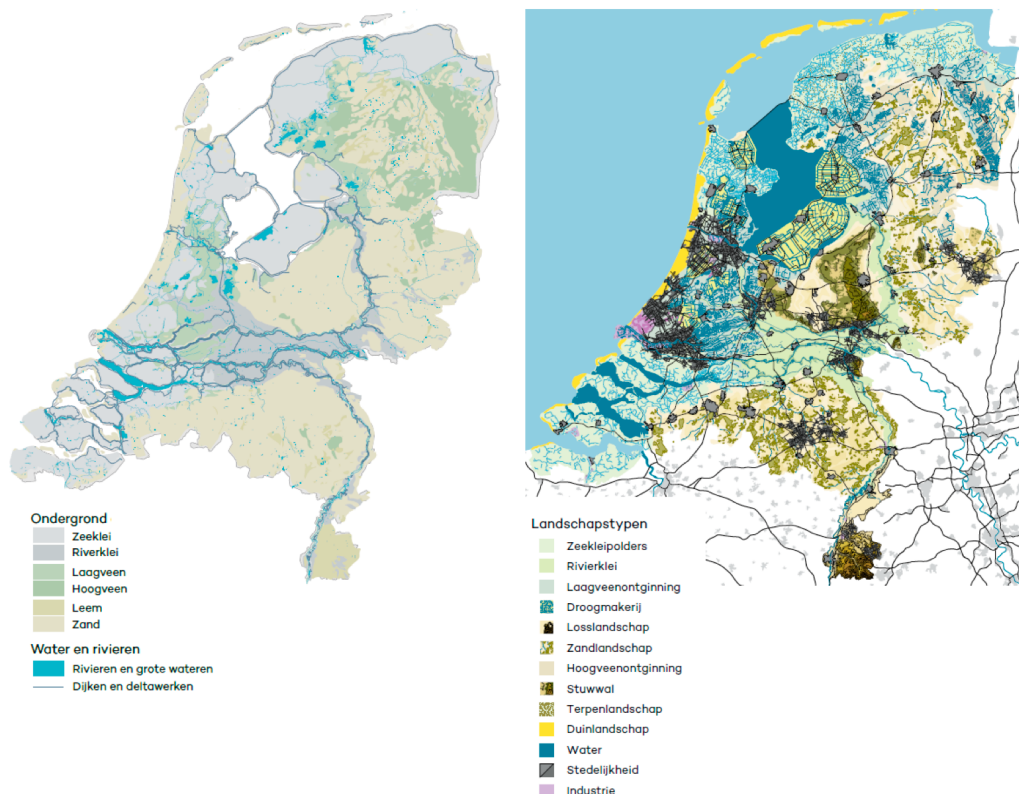 Ondergrond
Zeeklei
Riverklei
Laagveen
Hoogveen
Leem
Zand
Water en rivieren
Rivieren en grote wateren
Dijken en deltawerken
Landschapstypen
Zeekleipolders
Rivierklei
Laagveenontginning
Droogmakerij
Losslandschap
Zandlandschap
Hoogveenontginning
Stuwwal
Terpenlandschap
Duinlandschap
Water
Stedelijkheid
Industrie